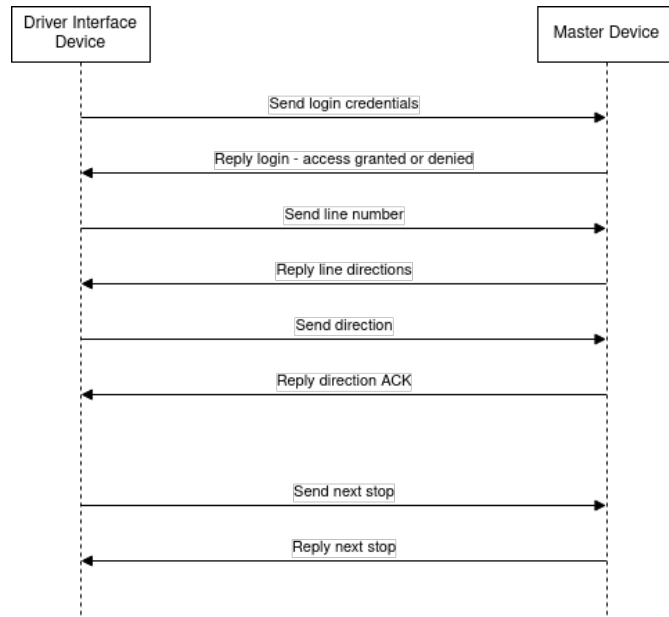 Driver Interface
Device
Master Device
Send login credentials
Reply login - access granted or denied
Send line number
Reply line directions
Send direction
Reply direction ACK
Send next stop
Reply next stop